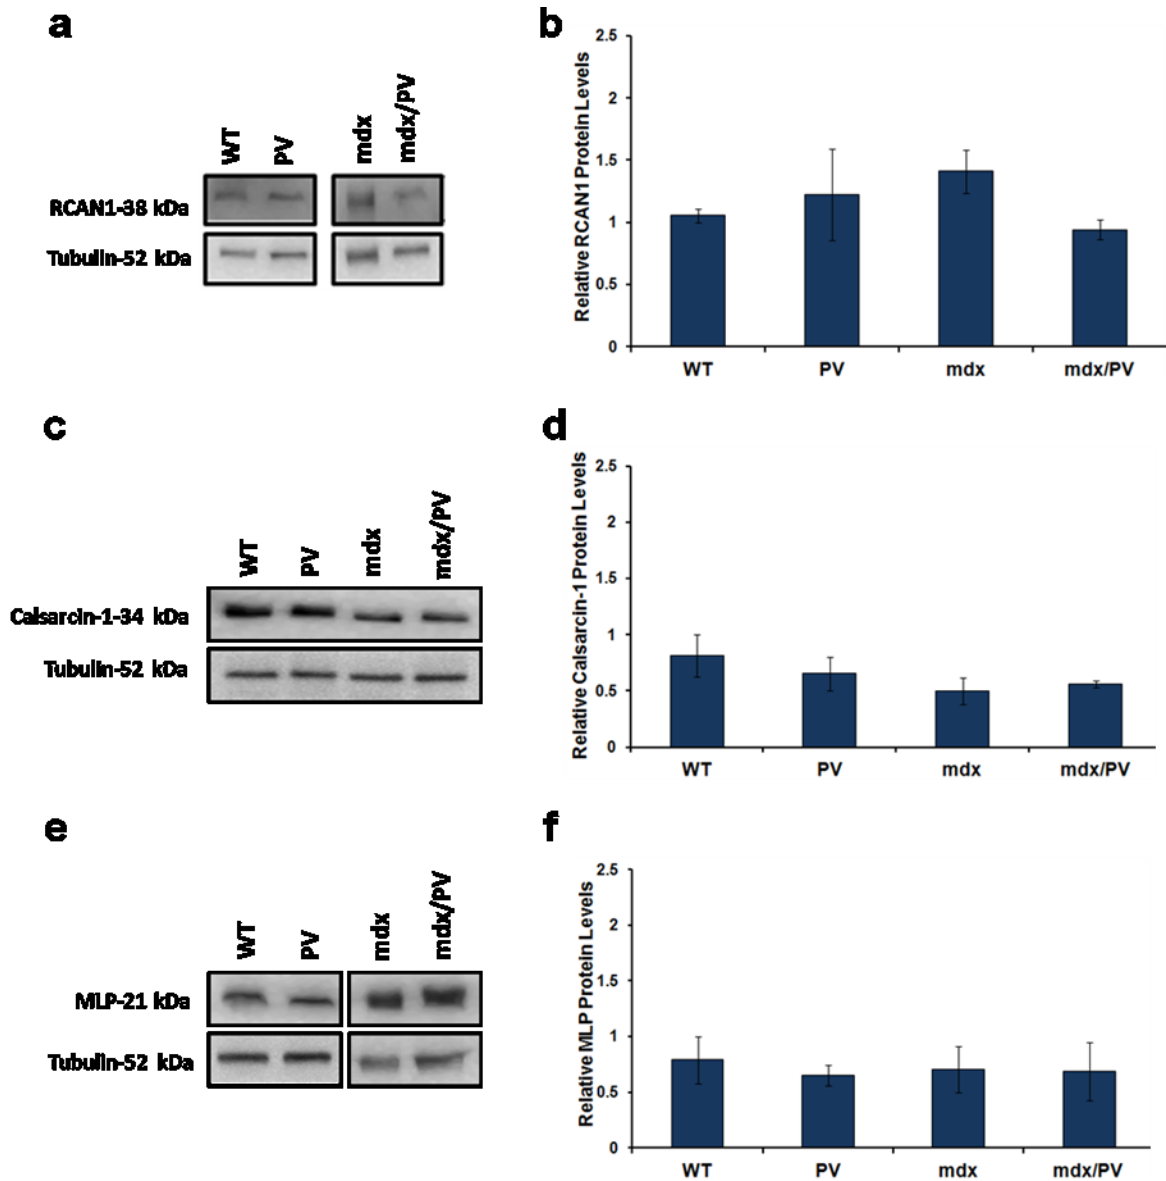 a
WT
PV
mdx
mdx/PV
RCAN1-38 kDa
Tubulin-52 kDa
b
Relative RCAN1 Protein Levels
2.5
2
1.5
1
0.5
0
WT
PV
mdx
mdx/PV
c
WT
PV
mdx
mdx/PV
Calsarcin-1-34 kDa
Tubulin-52 kDa
d
Relative Calsarcin-1 Protein Levels
2.5
2
1.5
1
0.5
0
WT
PV
mdx
mdx/PV
e
WT
PV
mdx
mdx/PV
MLP-21 kDa
Tubulin-52 kDa
f
Relative MLP Protein Levels
2.5
2
1.5
1
0.5
0
WT
PV
mdx
mdx/PV